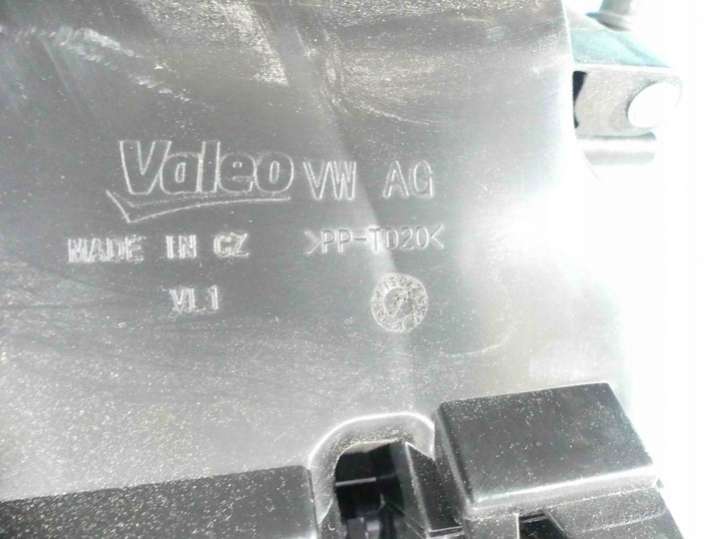 Valeo VW AG
MADE IN CZ >PP-TD20<
VL1